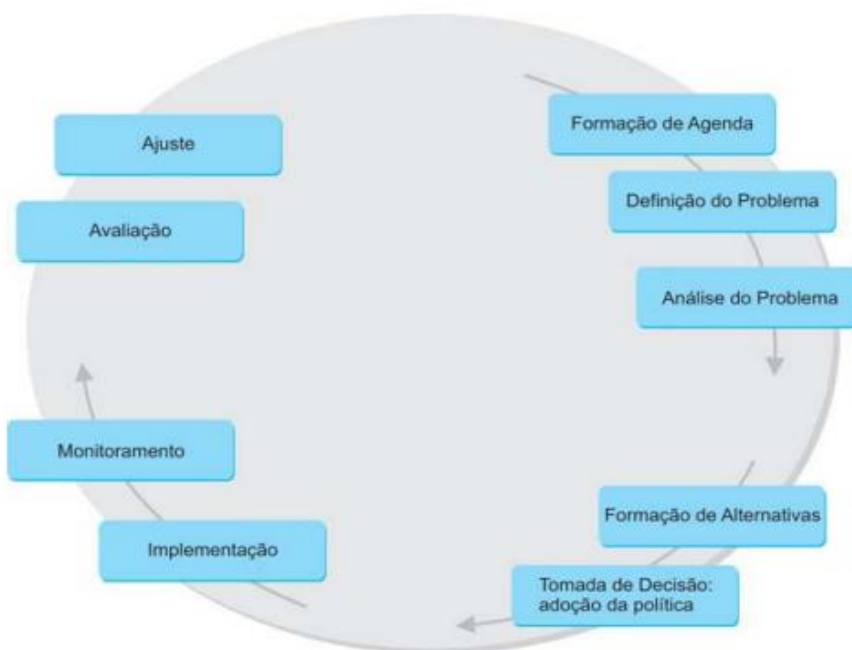 Formação de Agenda
Definição do Problema
Análise do Problema
Formação de Alternativas
Tomada de Decisão:
adoção da política
Implementação
Monitoramento
Avaliação
Ajuste